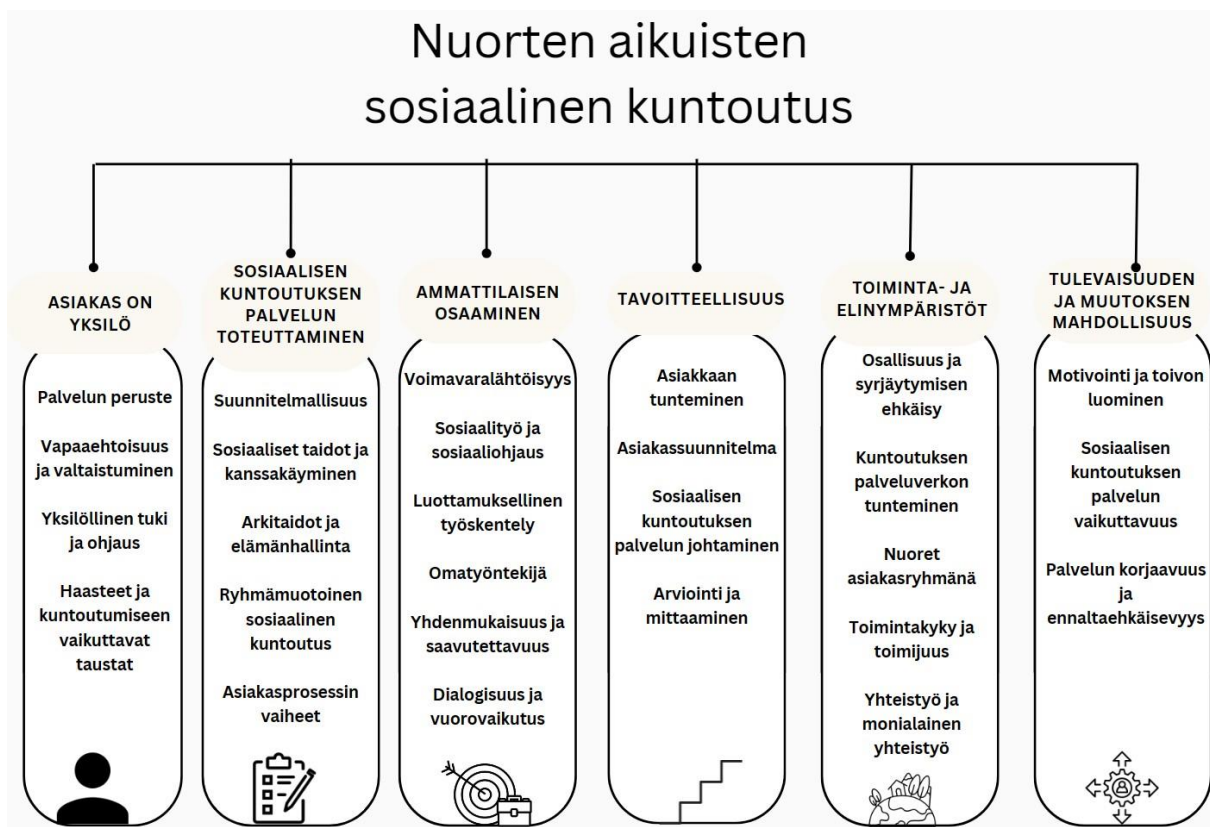 Nuorten aikuisten
sosiaalinen kuntoutus
ASIAKAS ON
YKSILÖ
Palvelun peruste
Vapaaehtoisuus
ja valtaistuminen
Yksilöllinen tuki
ja ohjaus
Haasteet ja
kuntoutumiseen
vaikuttavat
taustat
SOSIAALISEN
KUNTOUTUKSEN
PALVELUN
TOTEUTTAMINEN
Suunnitelmallisuus
Sosiaaliset taidot ja
kanssakäyminen
Arkitaidot ja
elämänhallinta
Ryhmämuotoinen
sosiaalinen
kuntoutus
Asiakasprosessin
vaiheet
AMMATTILAISEN
OSAAMINEN
Voimavaralähtöisyys
Sosiaalityö ja
sosiaaliohjaus
Luottamuksellinen
työskentely
Omatyöntekijä
Yhdenmukaisuus ja
saavutettavuus
Dialogisuus ja
vuorovaikutus
TAVOITTEELLISUUS
Asiakkaan
tunteminen
Asiakassuunnitelma
Sosiaalisen
kuntoutuksen
palvelun johtaminen
Arviointi ja
mittaaminen
TOIMINTA- JA
ELINYMPÄRISTÖT
Osallisuus ja
syrjäytymisen
ehkäisy
Kuntoutuksen
palveluverkon
tunteminen
Nuoret
asiakasryhmänä
Toimintakyky ja
toimijuus
Yhteistyö ja
monialainen
yhteistyö
TULEVAISUUDEN
JA MUUTOKSEN
MAHDOLLISUUS
Motivointi ja toivon
luominen
Sosiaalisen
kuntoutuksen
palvelun
vaikuttavuus
Palvelun korjaavuus
ja
ennaltaehkäisevyys